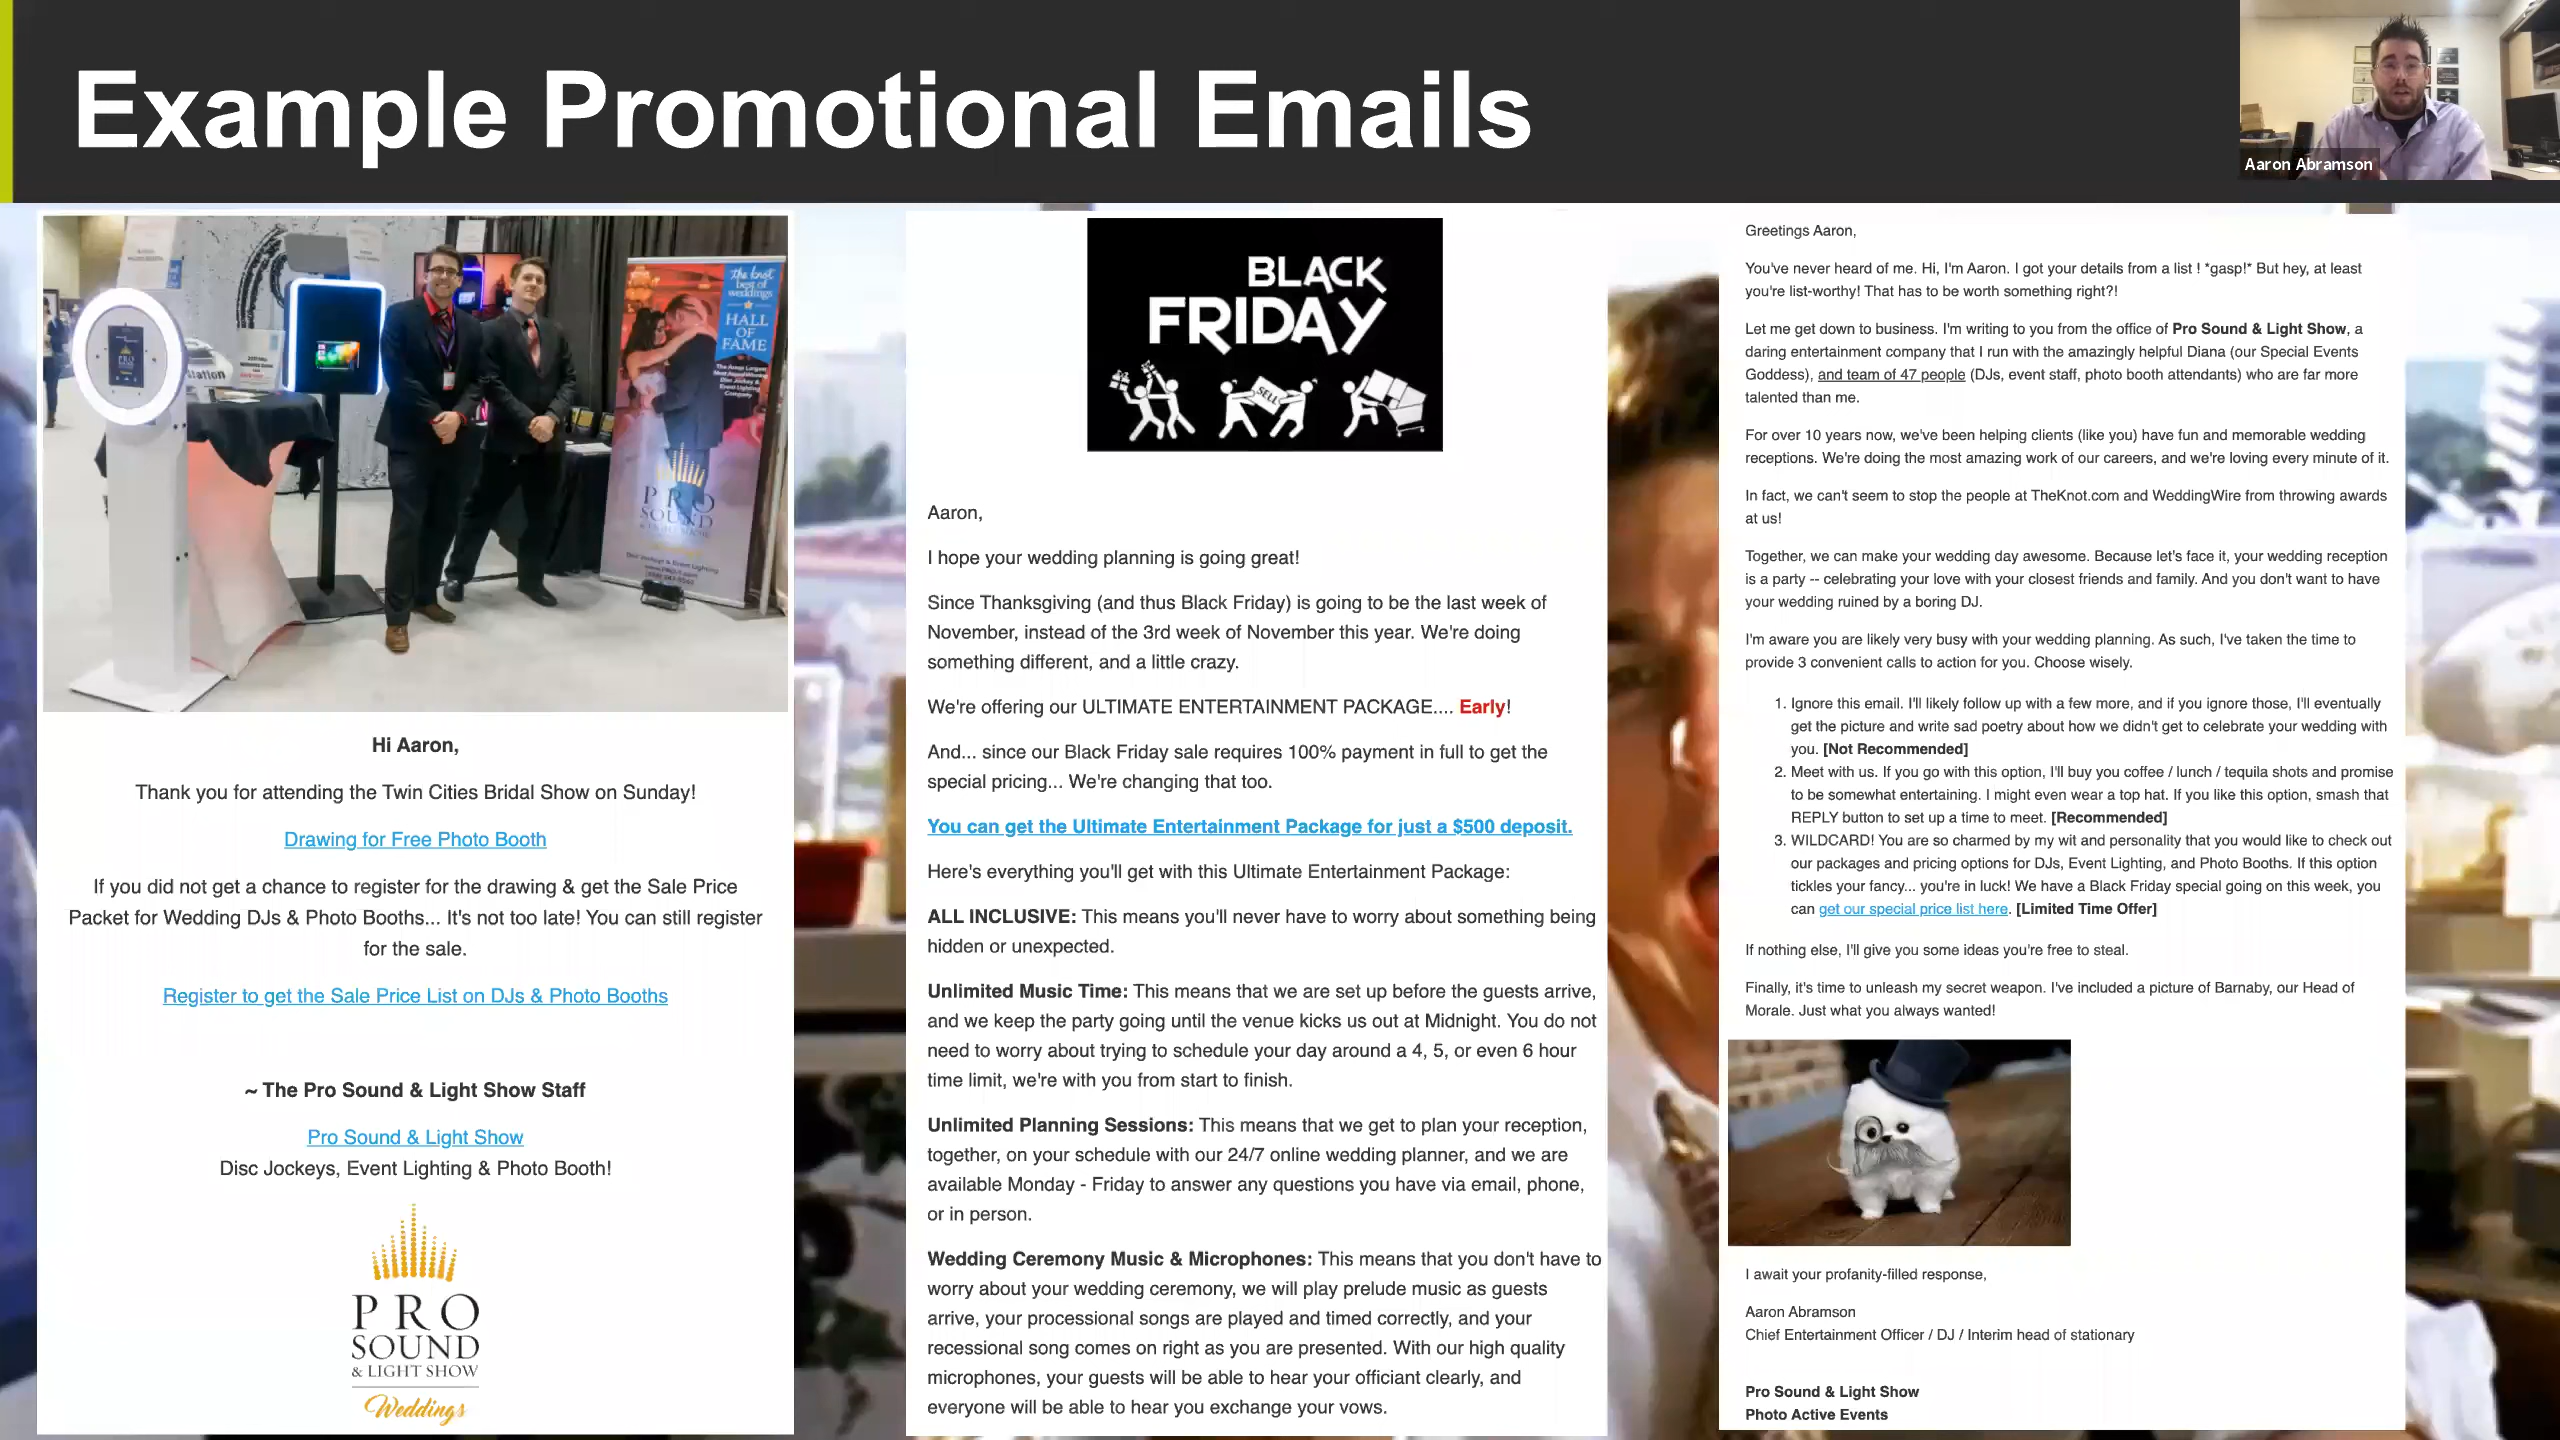 Example Promotional Emails
Aaron Abramson
the knot
best of
weddings
HALL
OF
FAME
PRO
SOUND
& LIGHT SHOW
Hi Aaron,
Thank you for attending the Twin Cities Bridal Show on Sunday!
Drawing for Free Photo Booth
If you did not get a chance to register for the drawing & get the Sale Price
Packet for Wedding DJs & Photo Booths... It's not too late! You can still register
for the sale.
Register to get the Sale Price List on DJs & Photo Booths
~ The Pro Sound & Light Show Staff
Pro Sound & Light Show
Disc Jockeys, Event Lighting & Photo Booth!
PRO
SOUND
& LIGHT SHOW
Weddings
BLACK
FRIDAY
SELL
Aaron,
I hope your wedding planning is going great!
Since Thanksgiving (and thus Black Friday) is going to be the last week of
November, instead of the 3rd week of November this year. We're doing
something different, and a little crazy.
We're offering our ULTIMATE ENTERTAINMENT PACKAGE.... Early!
And... since our Black Friday sale requires 100% payment in full to get the
special pricing... We're changing that too.
You can get the Ultimate Entertainment Package for just a $500 deposit.
Here's everything you'll get with this Ultimate Entertainment Package:
ALL INCLUSIVE: This means you'll never have to worry about something being
hidden or unexpected.
Unlimited Music Time: This means that we are set up before the guests arrive,
and we keep the party going until the venue kicks us out at Midnight. You do not
need to worry about trying to schedule your day around a 4, 5, or even 6 hour
time limit, we're with you from start to finish.
Unlimited Planning Sessions: This means that we get to plan your reception,
together, on your schedule with our 24/7 online wedding planner, and we are
available Monday - Friday to answer any questions you have via email, phone,
or in person.
Wedding Ceremony Music & Microphones: This means that you don't have to
worry about your wedding ceremony, we will play prelude music as guests
arrive, your processional songs are played and timed correctly, and your
recessional song comes on right as you are presented. With our high quality
microphones, your guests will be able to hear your officiant clearly, and
everyone will be able to hear you exchange your vows.
Greetings Aaron,
You've never heard of me. Hi, I'm Aaron. I got your details from a list ! *gasp!* But hey, at least
you're list-worthy! That has to be worth something right?!
Let me get down to business. I'm writing to you from the office of Pro Sound & Light Show, a
daring entertainment company that I run with the amazingly helpful Diana (our Special Events
Goddess), and team of 47 people (DJs, event staff, photo booth attendants) who are far more
talented than me.
For over 10 years now, we've been helping clients (like you) have fun and memorable wedding
receptions. We're doing the most amazing work of our careers, and we're loving every minute of it.
In fact, we can't seem to stop the people at TheKnot.com and WeddingWire from throwing awards
at us!
Together, we can make your wedding day awesome. Because let's face it, your wedding reception
is a party -- celebrating your love with your closest friends and family. And you don't want to have
your wedding ruined by a boring DJ.
I'm aware you are likely very busy with your wedding planning. As such, I've taken the time to
provide 3 convenient calls to action for you. Choose wisely.
1. Ignore this email. I'll likely follow up with a few more, and if you ignore those, I'll eventually
get the picture and write sad poetry about how we didn't get to celebrate your wedding with
you. [Not Recommended]
2. Meet with us. If you go with this option, I'll buy you coffee / lunch / tequila shots and promise
to be somewhat entertaining. I might even wear a top hat. If you like this option, smash that
REPLY button to set up a time to meet. [Recommended]
3. WILDCARD! You are so charmed by my wit and personality that you would like to check out
our packages and pricing options for DJs, Event Lighting, and Photo Booths. If this option
tickles your fancy... you're in luck! We have a Black Friday special going on this week, you
can get our special price list here. [Limited Time Offer]
If nothing else, I'll give you some ideas you're free to steal.
Finally, it's time to unleash my secret weapon. I've included a picture of Barnaby, our Head of
Morale. Just what you always wanted!
I await your profanity-filled response,
Aaron Abramson
Chief Entertainment Officer / DJ / Interim head of stationary
Pro Sound & Light Show
Photo Active Events